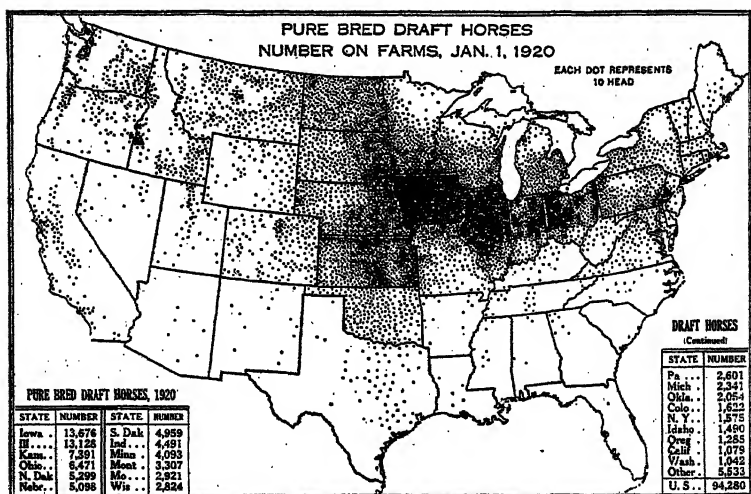 PURE BRED DRAFT HORSES
NUMBER ON FARMS, JAN. 1, 1920
EACH DOT REPRESENTS
10 HEAD
PURE BRED DRAFT HORSES, 1920
STATE NUMBER STATE NUMBER
Iowa . 13,676 S. Dak 4,959
Ill.... 13,128 Ind... 4,491
Kans.. 7,391 Minn. 4,093
Ohio.. 6,471 Mont. 3,307
N. Dak 5,299 Mo... 2,921
Nebr.. 5,098 Wis.. 2,824
DRAFT HORSES
(Continued)
STATE NUMBER
Pa... 2,601
Mich. 2,341
Okla.. 2,054
Colo.. 1,622
N. Y.. 1,575
Idaho. 1,490
Oreg. 1,285
Calif. 1,079
Wash. 1,042
Other. 5,533
U. S.. 94,280